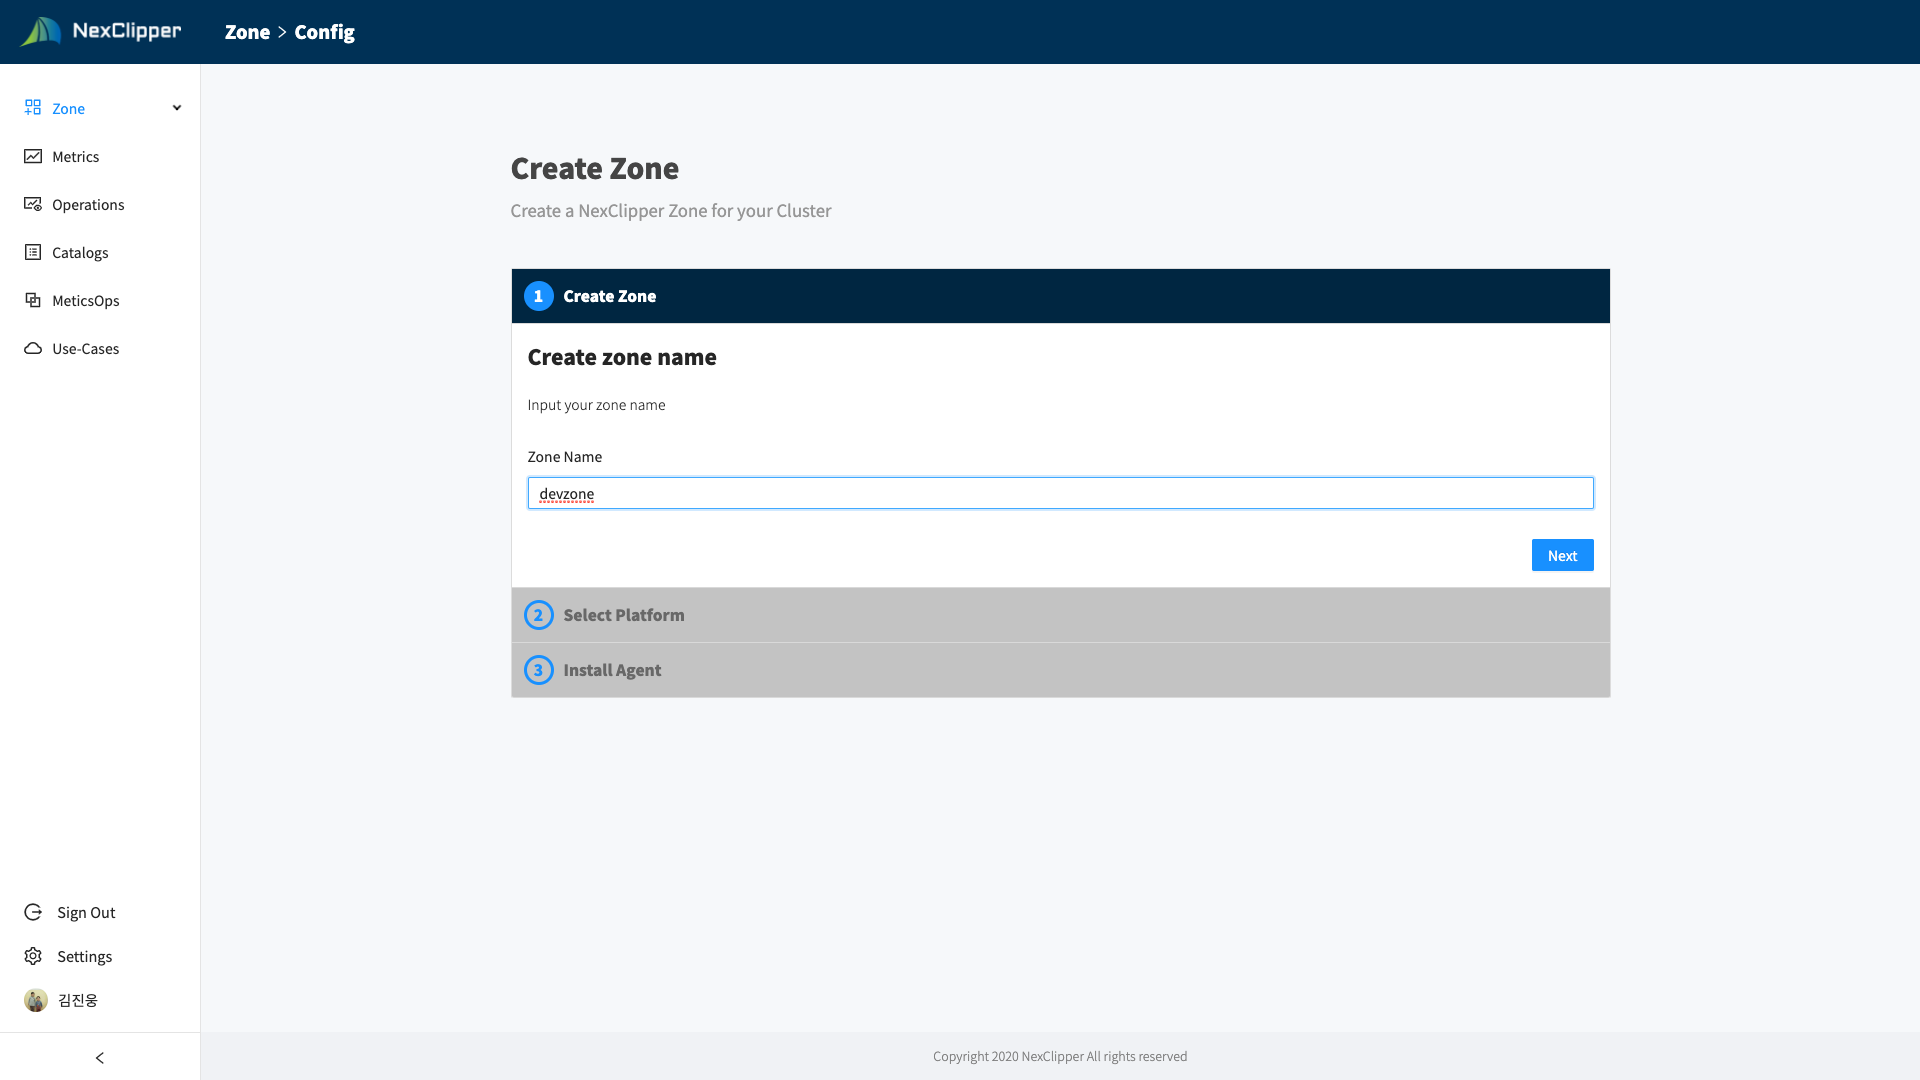 NexClipper
Zone > Config
Zone
Metrics
Operations
Catalogs
MeticsOps
Use-Cases
Create Zone
Create a NexClipper Zone for your Cluster
1 Create Zone
Create zone name
Input your zone name
Zone Name
devzone
Next
2 Select Platform
3 Install Agent
Sign Out
Settings
김진웅
Copyright 2020 NexClipper All rights reserved